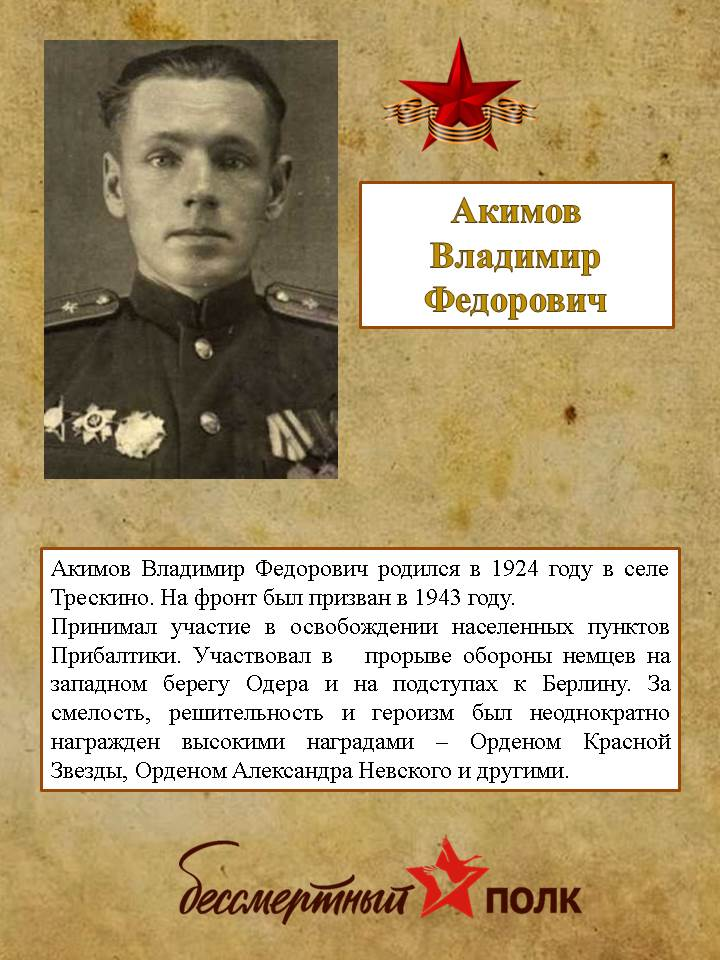 Акимов
Владимир
Федорович
Акимов Владимир Федорович родился в 1924 году в селе
Трескино. На фронт был призван в 1943 году.
Принимал участие в освобождении населенных пунктов
Прибалтики. Участвовал в прорыве обороны немцев на
западном берегу Одера и на подступах к Берлину. За
смелость, решительность и героизм был неоднократно
награжден высокими наградами – Орденом Красной
Звезды, Орденом Александра Невского и другими.
бессмертный полк